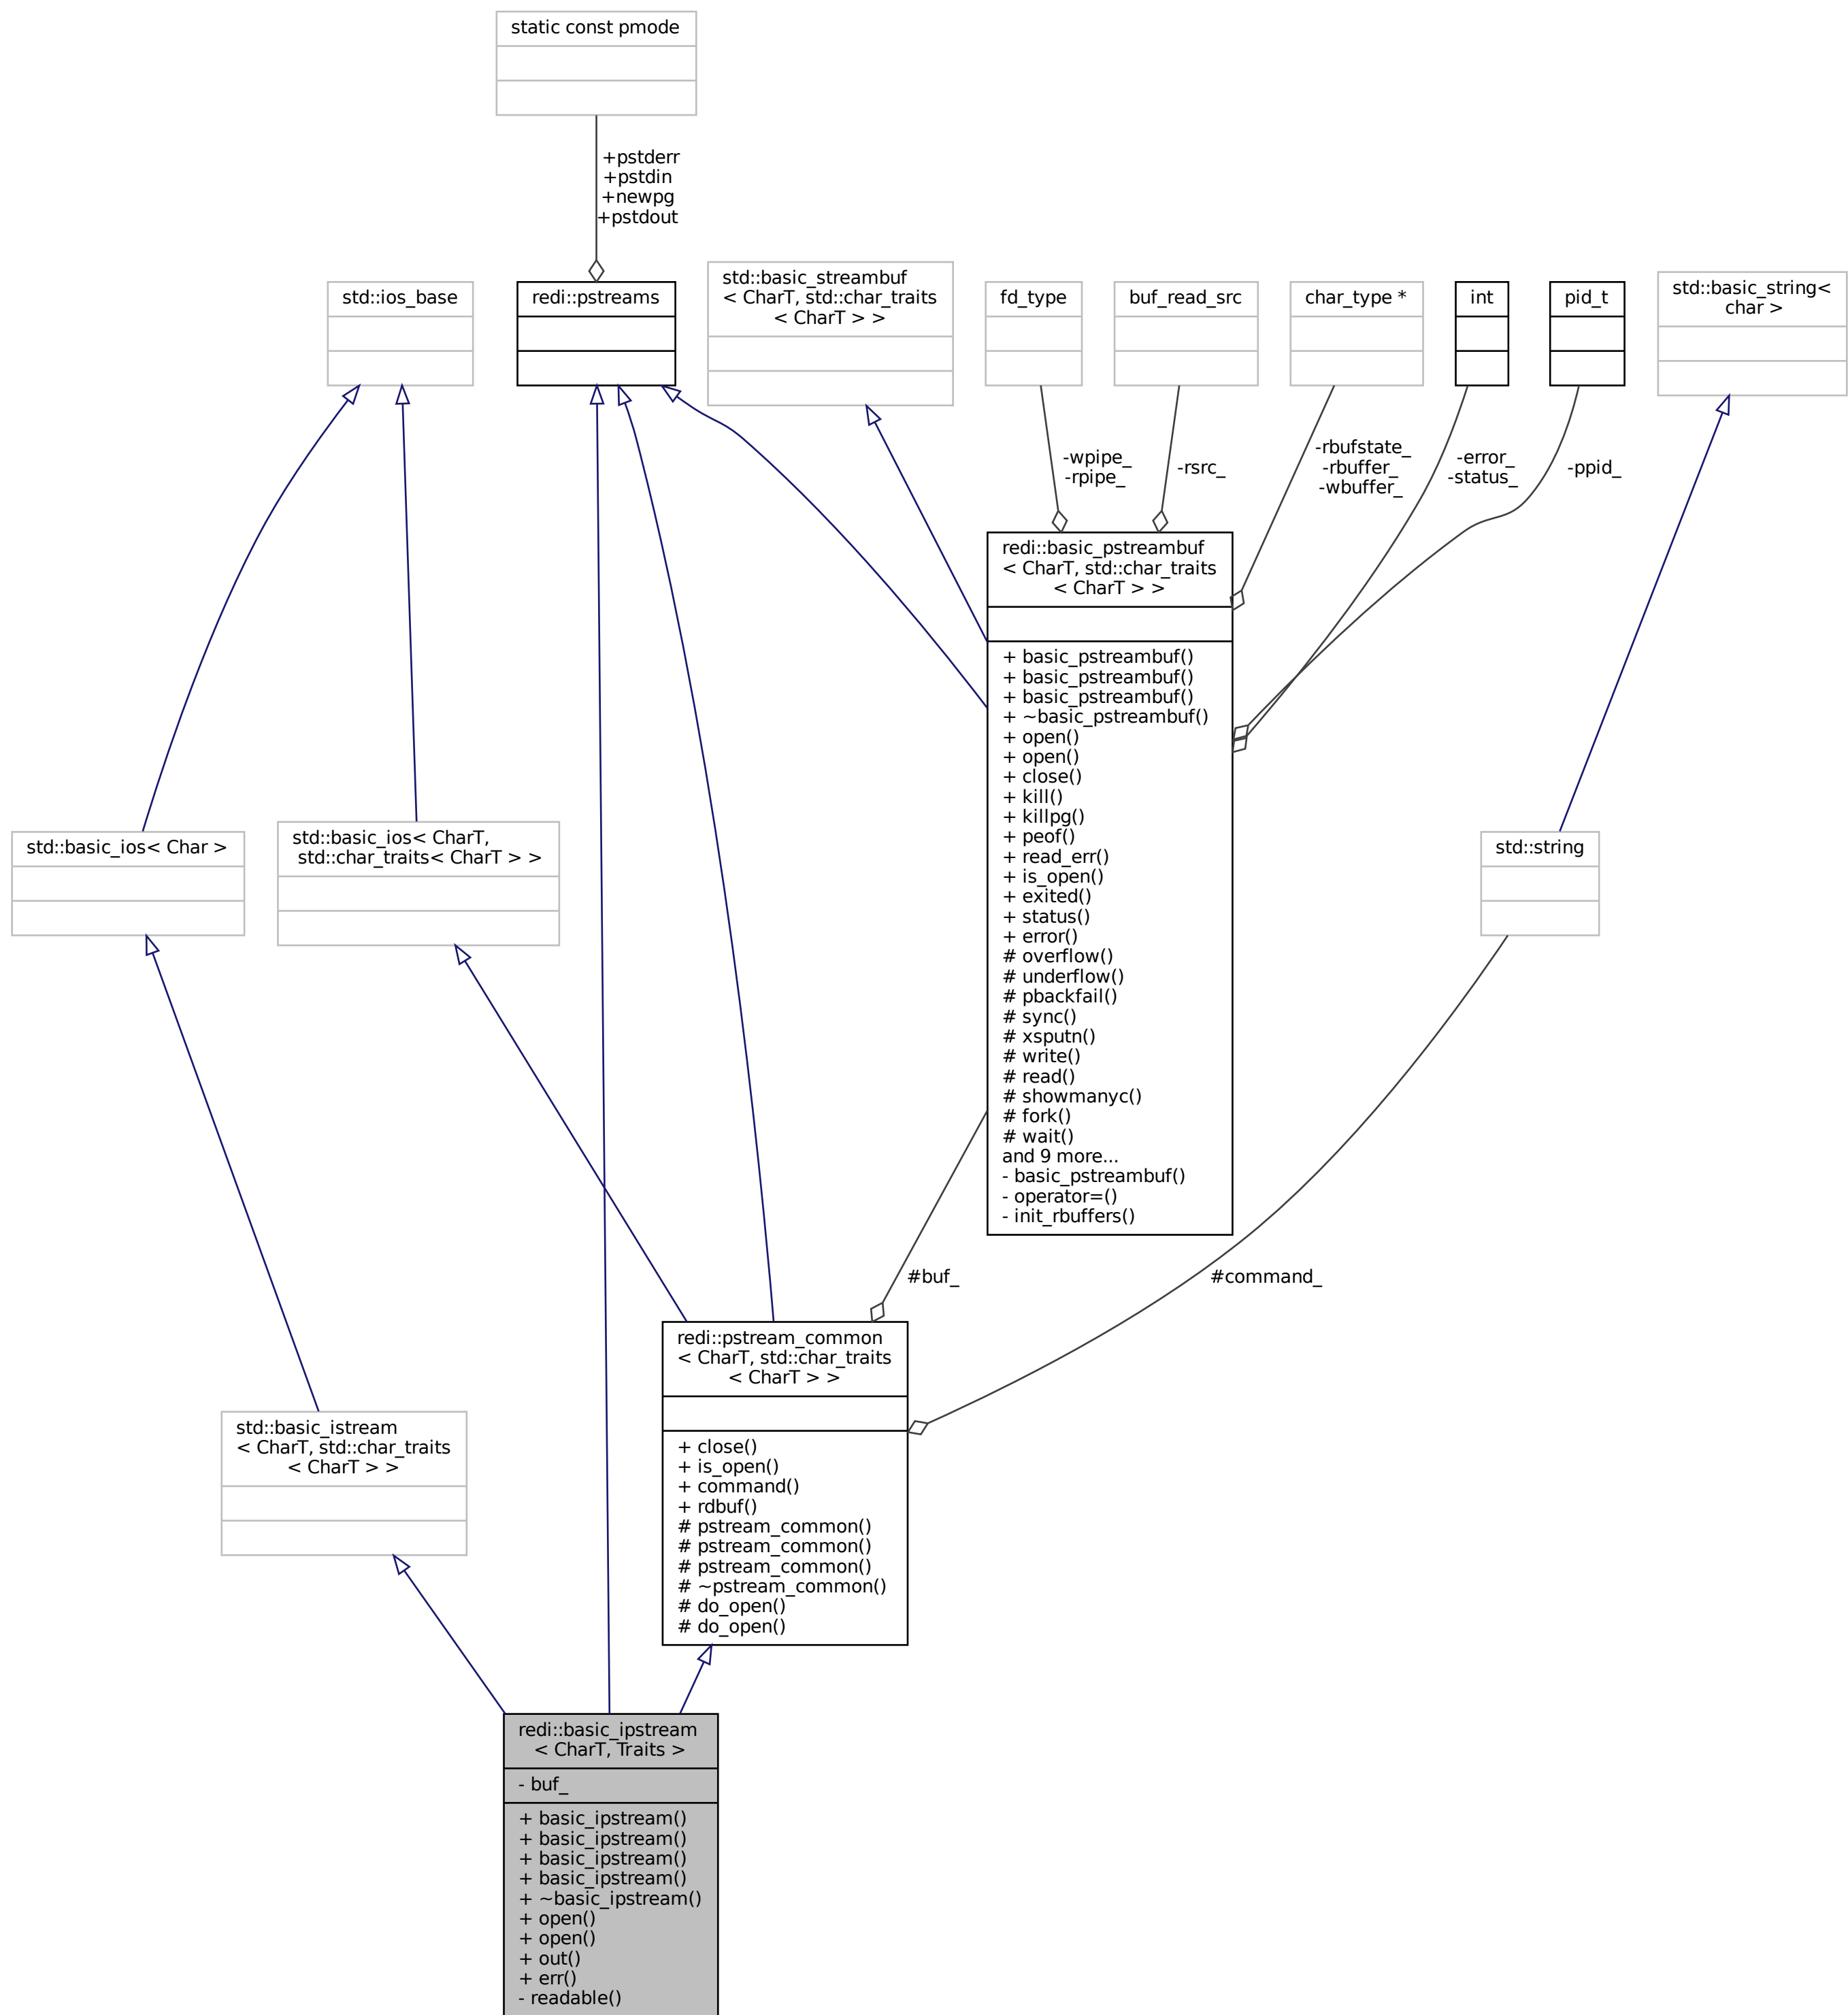 static const pmode
+pstderr
+pstdin
+newpg
+pstdout
std::ios_base
redi::pstreams
std::basic_streambuf
< CharT, std::char_traits
< CharT > >
fd_type
buf_read_src
char_type *
int
pid_t
std::basic_string<
char >
-wpipe_
-rpipe_
-rsrc_
-rbufstate_
-rbuffer_
-wbuffer_
-error_
-status_
-ppid_
redi::basic_pstreambuf
< CharT, std::char_traits
< CharT > >
+ basic_pstreambuf()
+ basic_pstreambuf()
+ basic_pstreambuf()
+ ~basic_pstreambuf()
+ open()
+ open()
+ close()
+ kill()
+ killpg()
+ peof()
+ read_err()
+ is_open()
+ exited()
+ status()
+ error()
# overflow()
# underflow()
# pbackfail()
# sync()
# xsputn()
# write()
# read()
# showmanyc()
# fork()
# wait()
and 9 more...
- basic_pstreambuf()
- operator=()
- init_rbuffers()
std::basic_ios< Char >
std::basic_ios< CharT,
std::char_traits< CharT > >
std::string
#buf_
#command_
redi::pstream_common
< CharT, std::char_traits
< CharT > >
+ close()
+ is_open()
+ command()
+ rdbuf()
# pstream_common()
# pstream_common()
# pstream_common()
# ~pstream_common()
# do_open()
# do_open()
std::basic_istream
< CharT, std::char_traits
< CharT > >
redi::basic_ipstream
< CharT, Traits >
- buf_
+ basic_ipstream()
+ basic_ipstream()
+ basic_ipstream()
+ basic_ipstream()
+ ~basic_ipstream()
+ open()
+ open()
+ out()
+ err()
- readable()